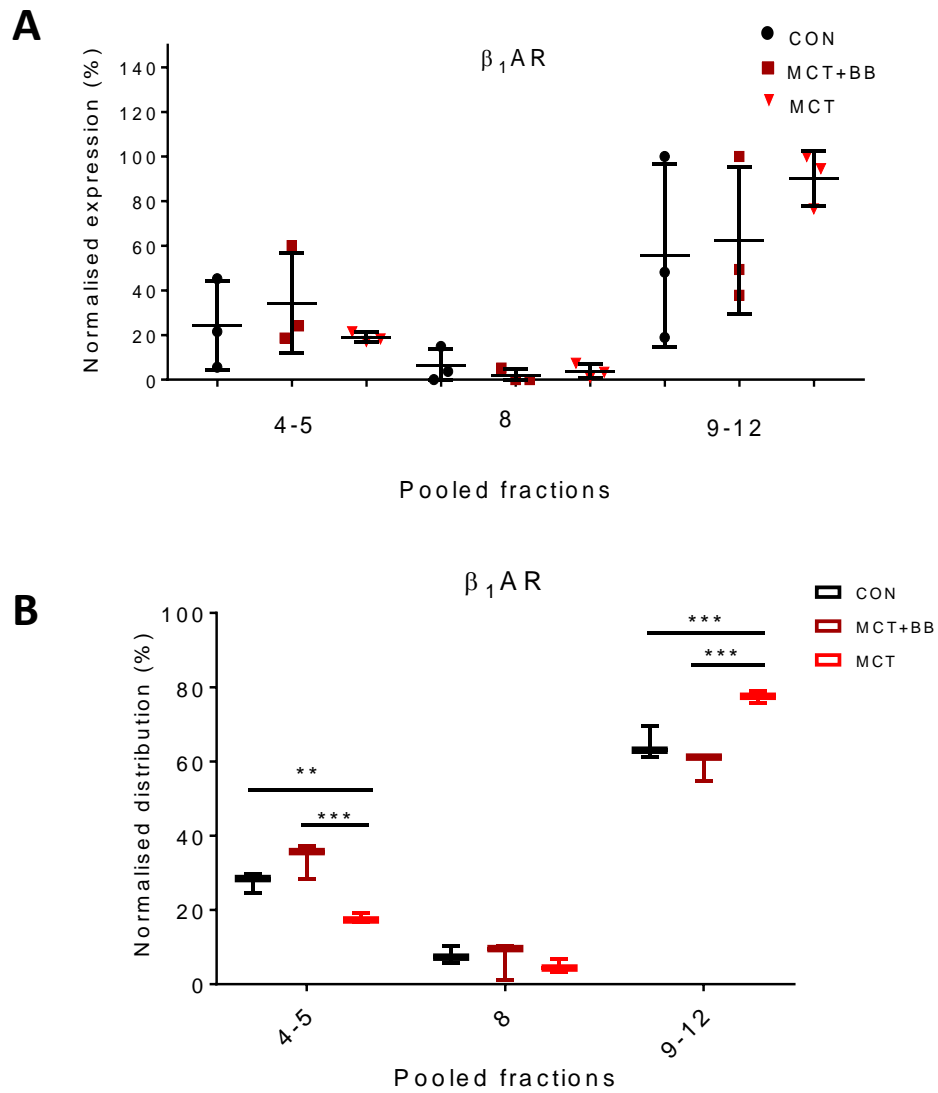 A
β1AR
CON
MCT+BB
MCT
Normalised expression (%)
140
120
100
80
60
40
20
0
4-5
8
9-12
Pooled fractions
B
β1AR
CON
MCT+BB
MCT
Normalised distribution (%)
100
80
60
40
20
0
**
***
***
***
4-5
8
9-12
Pooled fractions